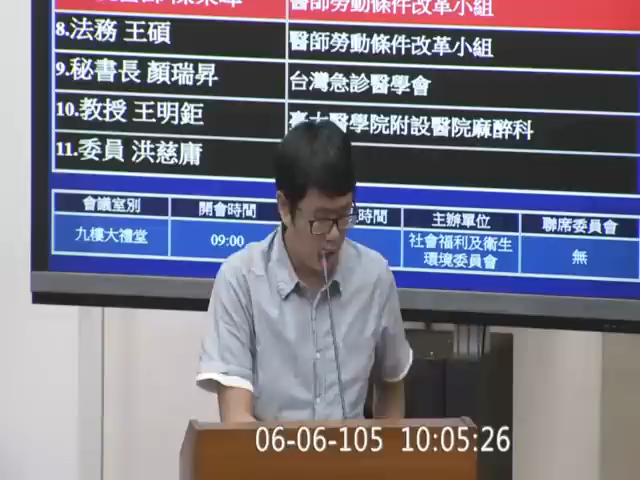 醫師勞動條件改革小組
8.法務 王碩
醫師勞動條件改革小組
9.秘書長 顏瑞昇
台灣急診醫學會
10.教授 王明鉅
臺大醫學院附設醫院麻醉科
11.委員 洪慈庸
會議室別
開會時間
時間
主辦單位
聯席委員會
九樓大禮堂
09:00
社會福利及衛生
環境委員會
無
06-06-105 10:05:26